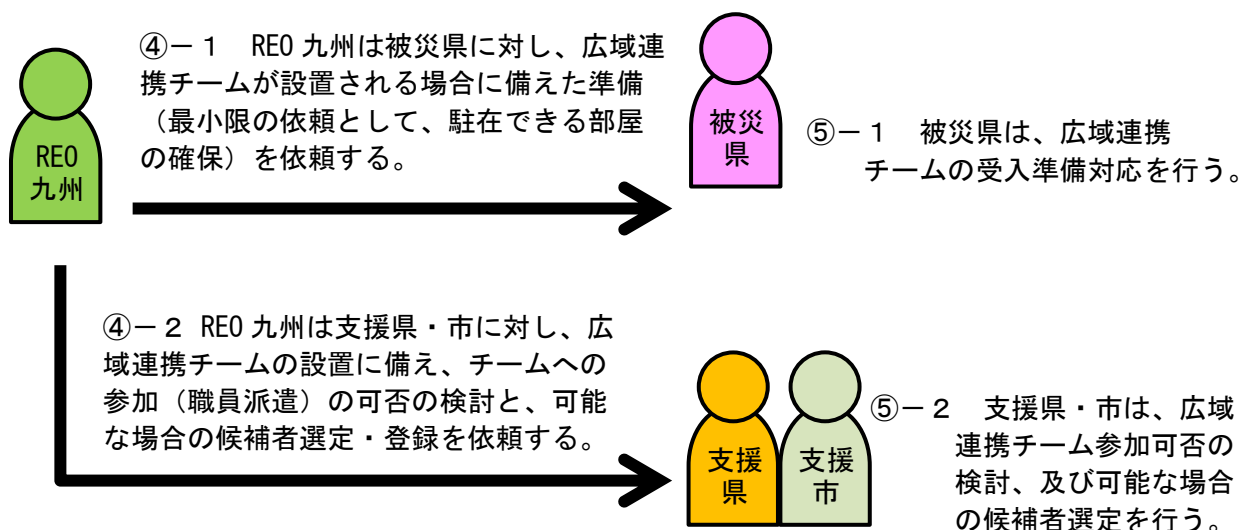 ④－１　REO 九州は被災県に対し、広域連
携チームが設置される場合に備えた準備
（最小限の依頼として、駐在できる部屋
の確保）を依頼する。
REO
九州
被災
県
⑤－１　被災県は、広域連携
チームの受入準備対応を行う。
④－２ REO 九州は支援県・市に対し、広
域連携チームの設置に備え、チームへの
参加（職員派遣）の可否の検討と、可能
な場合の候補者選定・登録を依頼する。
支援
県
支援
市
⑤－２　支援県・市は、広域
連携チーム参加可否の
検討、及び可能な場合
の候補者選定を行う。